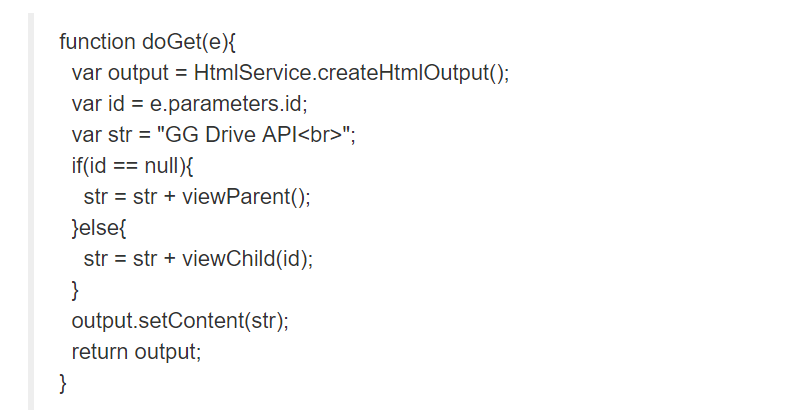 function doGet(e){
var output = HtmlService.createHtmlOutput();
var id = e.parameters.id;
var str = "GG Drive API<br>";
if(id == null){
str = str + viewParent();
}else{
str = str + viewChild(id);
}
output.setContent(str);
return output;
}